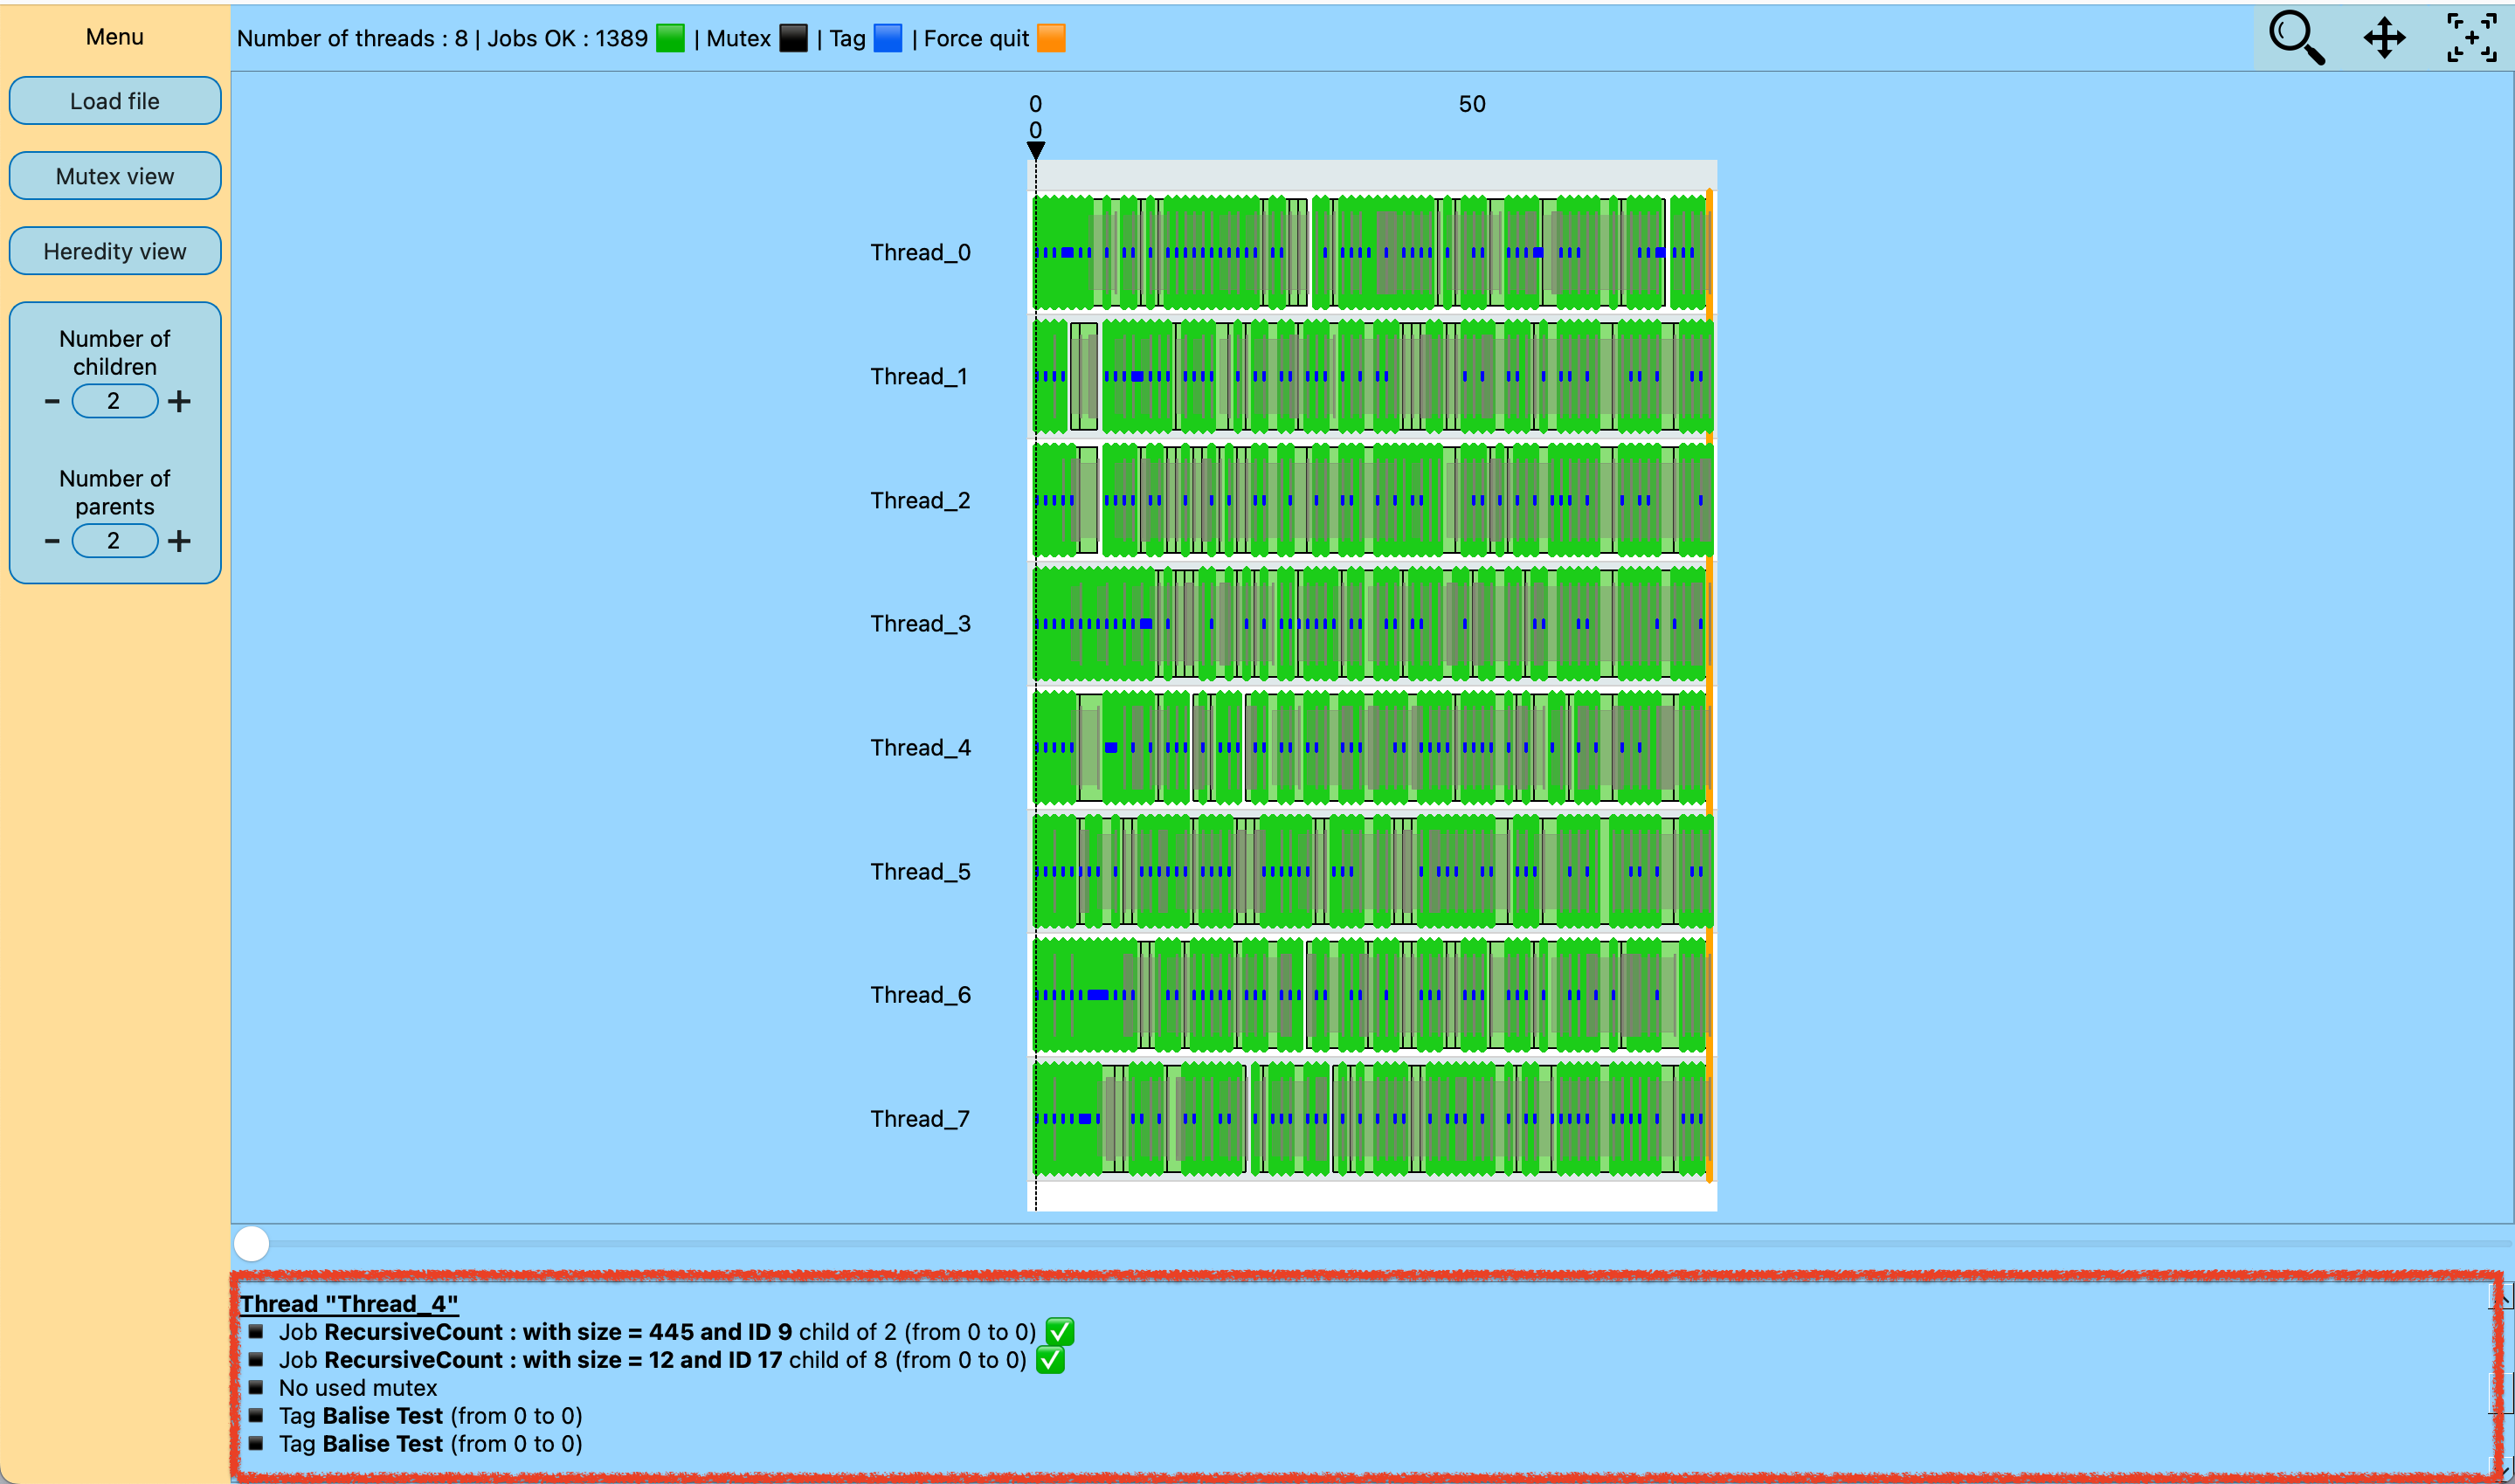 Menu
Load file
Mutex view
Heredity view
Number of
children
- 2 +
Number of
parents
- 2 +
Number of threads : 8 | Jobs OK : 1389 | Mutex | Tag | Force quit
0 50
0
Thread_0
Thread_1
Thread_2
Thread_3
Thread_4
Thread_5
Thread_6
Thread_7
Thread "Thread_4"
Job RecursiveCount : with size = 445 and ID 9 child of 2 (from 0 to 0) ✅
Job RecursiveCount : with size = 12 and ID 17 child of 8 (from 0 to 0) ✅
No used mutex
Tag Balise Test (from 0 to 0)
Tag Balise Test (from 0 to 0)